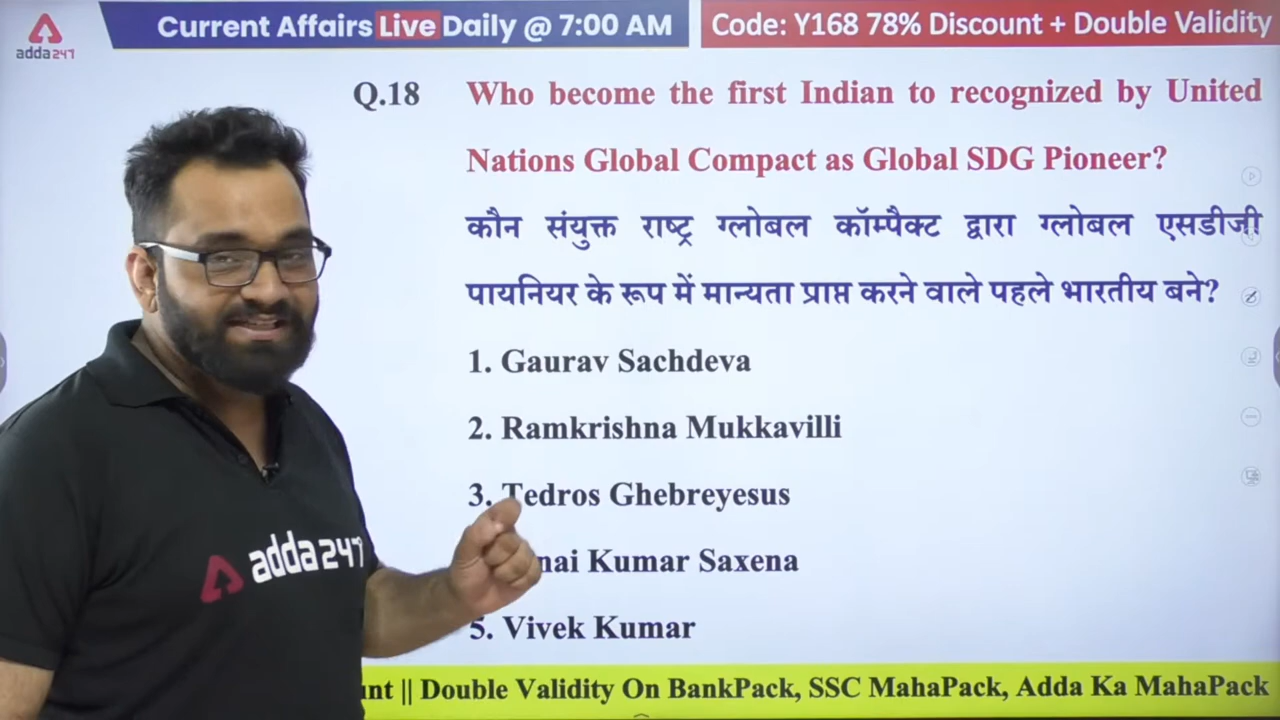 adda247
Current Affairs Live Daily @ 7:00 AM
Code: Y168 78% Discount + Double Validity
Q.18
Who become the first Indian to recognized by United
Nations Global Compact as Global SDG Pioneer?
कौन संयुक्त राष्ट्र ग्लोबल कॉम्पैक्ट द्वारा ग्लोबल एसडीजी
पायनियर के रूप में मान्यता प्राप्त करने वाले पहले भारतीय बने?
1. Gaurav Sachdeva
2. Ramkrishna Mukkavilli
3. Tedros Ghebreyesus
Kumar Saxena
5. Vivek Kumar
adda247
|| Double Validity On BankPack, SSC MahaPack, Adda Ka MahaPack